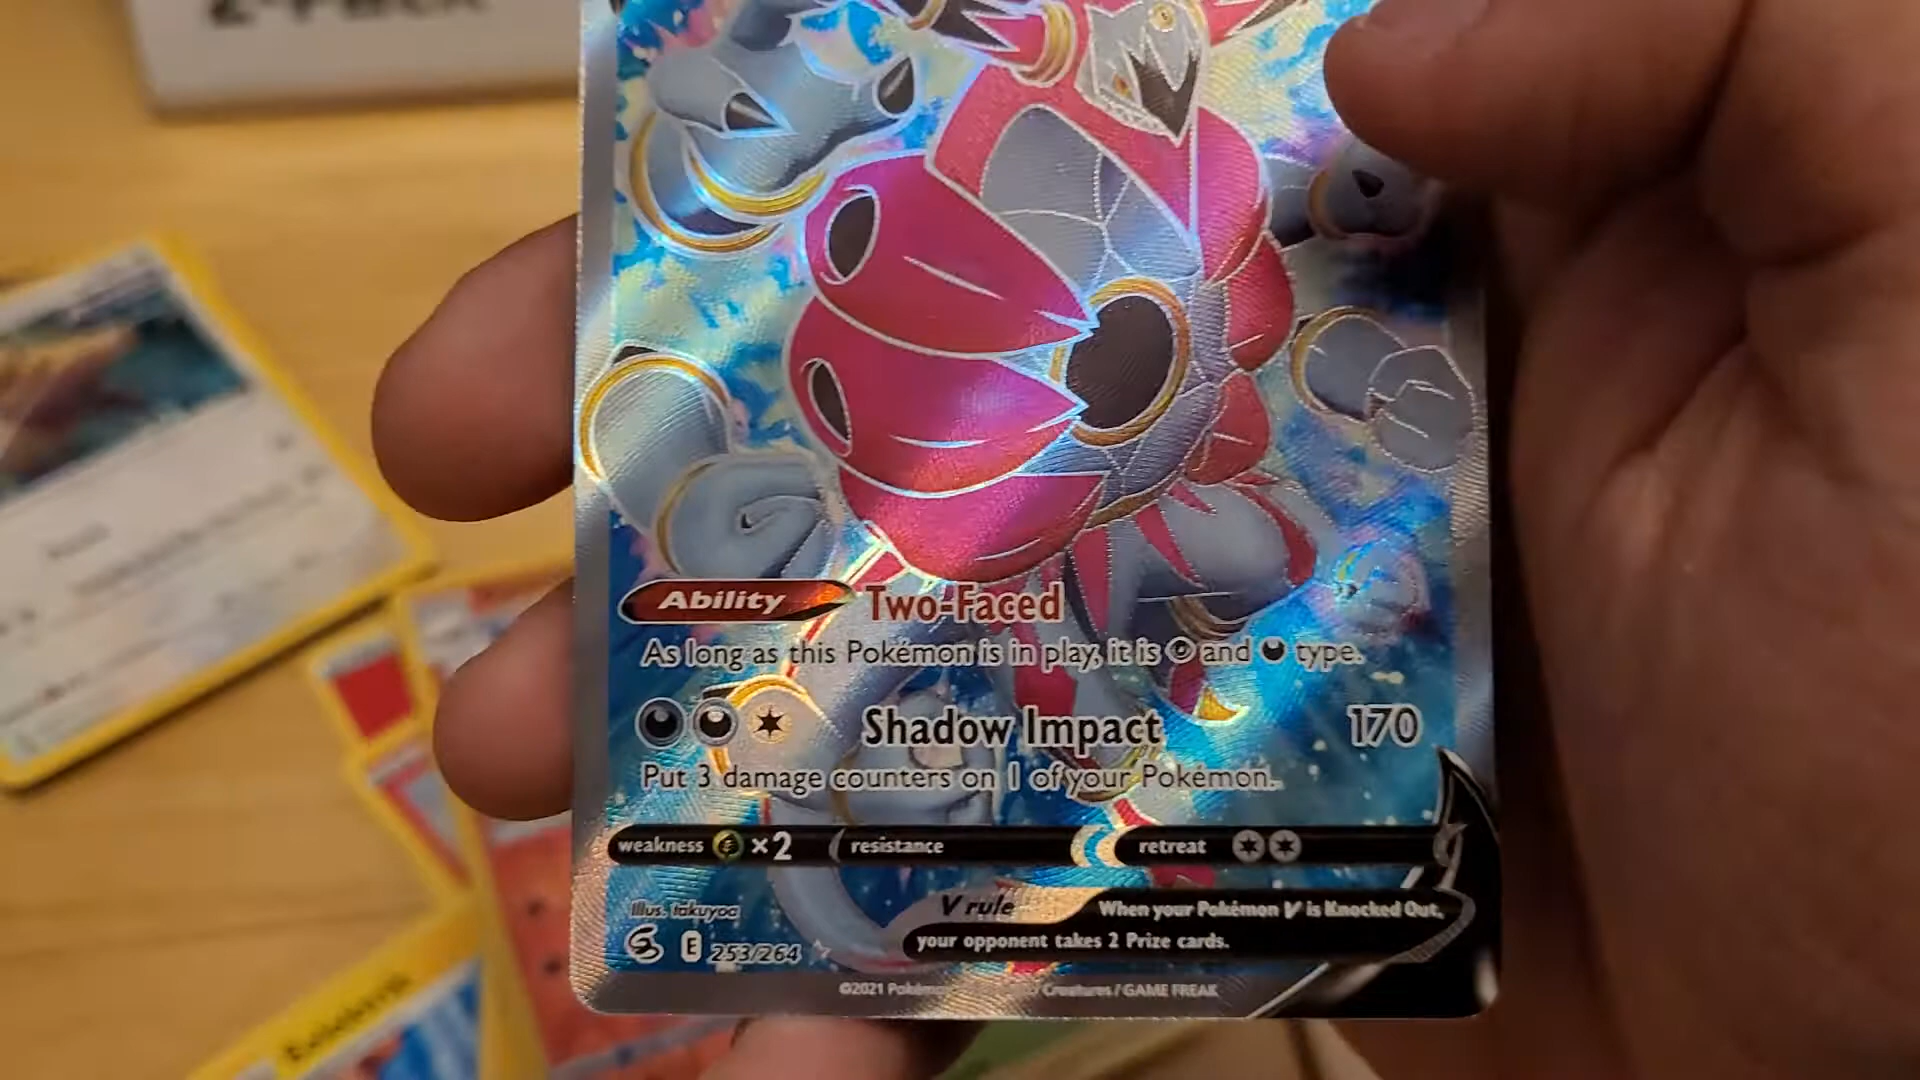 2-Pack
Ability Two-Faced
As long as this Pokémon is in play, it is and type.
Shadow Impact 170
Put 3 damage counters on 1 of your Pokémon.
weakness ×2 resistance retreat
Illus. takuyoa
V rule When your Pokémon V is Knocked Out,
your opponent takes 2 Prize cards.
E 253/264
©2021 Pokémon Creatures / GAME FREAK